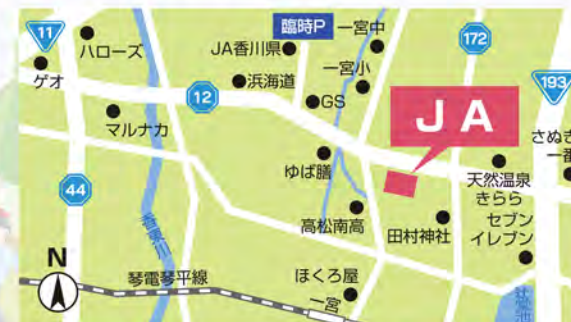 11
ハローズ
ゲオ
臨時P
一宮中
JA香川県
一宮小
浜海道
GS
172
193
12
マルナカ
JA
さぬき
一番
ゆば膳
天然温泉
きらら
44
高松南高
田村神社
セブン
イレブン
香東川
N
琴電琴平線
ほくろ屋
一宮